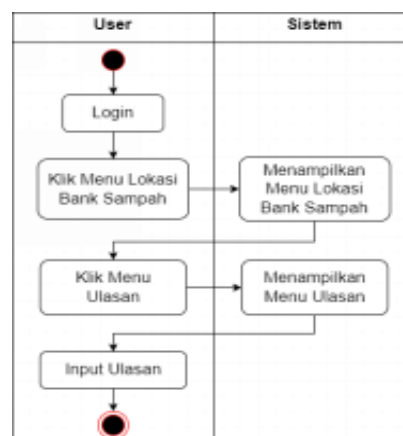 User
Sistem
Login
Klik Menu Lokasi
Bank Sampah
Menampilkan
Menu Lokasi
Bank Sampah
Klik Menu
Ulasan
Menampilkan
Menu Ulasan
Input Ulasan